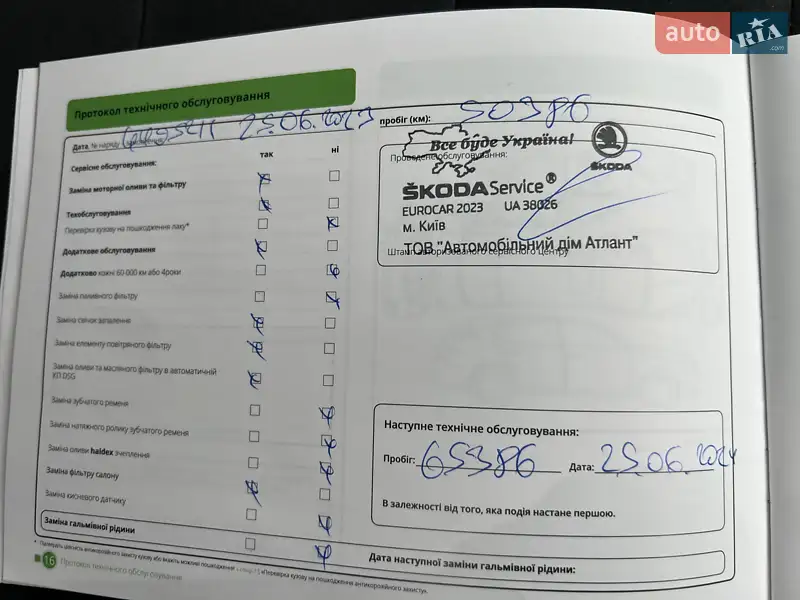 auto RIA .com
Протокол технічного обслуговування
Дата № наряду 25.06.2023
пробіг (км): 50386
Сервісне обслуговування:
так
ні
Заміна моторної оливи та фільтру
Техобслуговування
Перевірка кузову на пошкодження лаку*
Додаткове обслуговування
Додатково кожні 60 000 км або 4роки
Заміна паливного фільтру
Заміна свічок запалення
Заміна елементу повітряного фільтру
Заміна оливи та масляного фільтру в автоматичній
КП DSG
Заміна зубчатого ременя
Заміна натяжного ролику зубчатого ременя
Заміна оливи haldex зчеплення
Заміна фільтру салону
Заміна кисневого датчику
Заміна гальмівної рідини
Все буде Україна!
Проведене обслуговування:
ŠKODA
ŠKODA Service®
EUROCAR 2023 UA 38026
м. Київ
ТОВ "Автомобільний дім Атлант"
Штамп авторизованого сервісного центру
Наступне технічне обслуговування:
Пробіг: 65386 Дата: 25.06.2024
В залежності від того, яка подія настане першою.
Дата наступної заміни гальмівної рідини:
16 Протокол технічного обслуговування